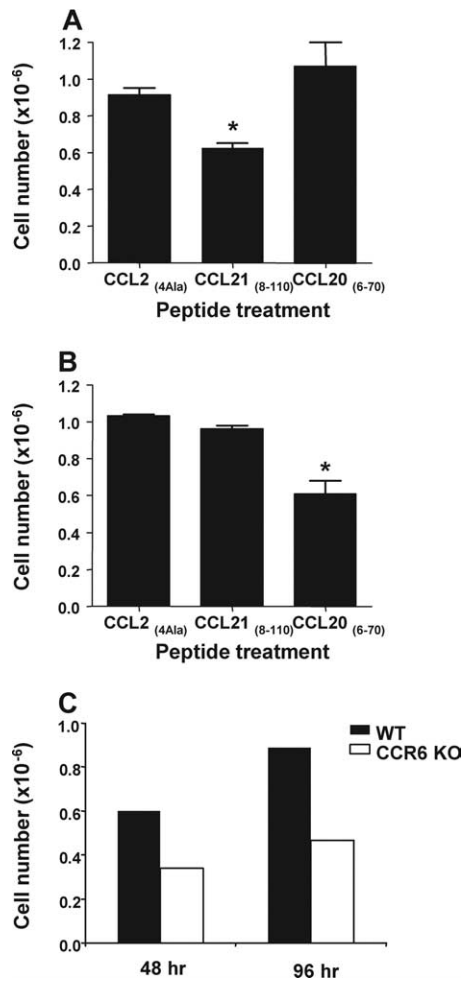 A
Cell number (x10-6)
1.2
1.0
0.8
0.6
0.4
0.2
0.0
*
CCL2 (4Ala) CCL21 (8-110) CCL20 (6-70)
Peptide treatment
B
Cell number (x10-6)
1.2
1.0
0.8
0.6
0.4
0.2
0.0
*
CCL2 (4Ala) CCL21 (8-110) CCL20 (6-70)
Peptide treatment
C
Cell number (x10-6)
1.0
0.8
0.6
0.4
0.2
0.0
WT
CCR6 KO
48 hr 96 hr